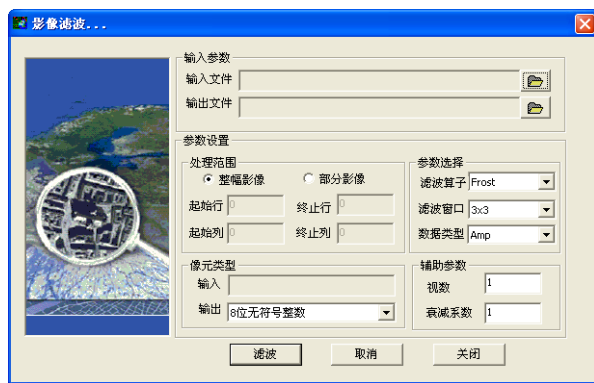 影像滤波...
输入参数
输入文件
输出文件
参数设置
处理范围
整幅影像 部分影像
起始行 0 终止行 0
起始列 0 终止列 0
参数选择
滤波算子 Frost
滤波窗口 3x3
数据类型 Amp
像元类型
输入
输出 8位无符号整数
辅助参数
视数 1
衰减系数 1
滤波 取消 关闭